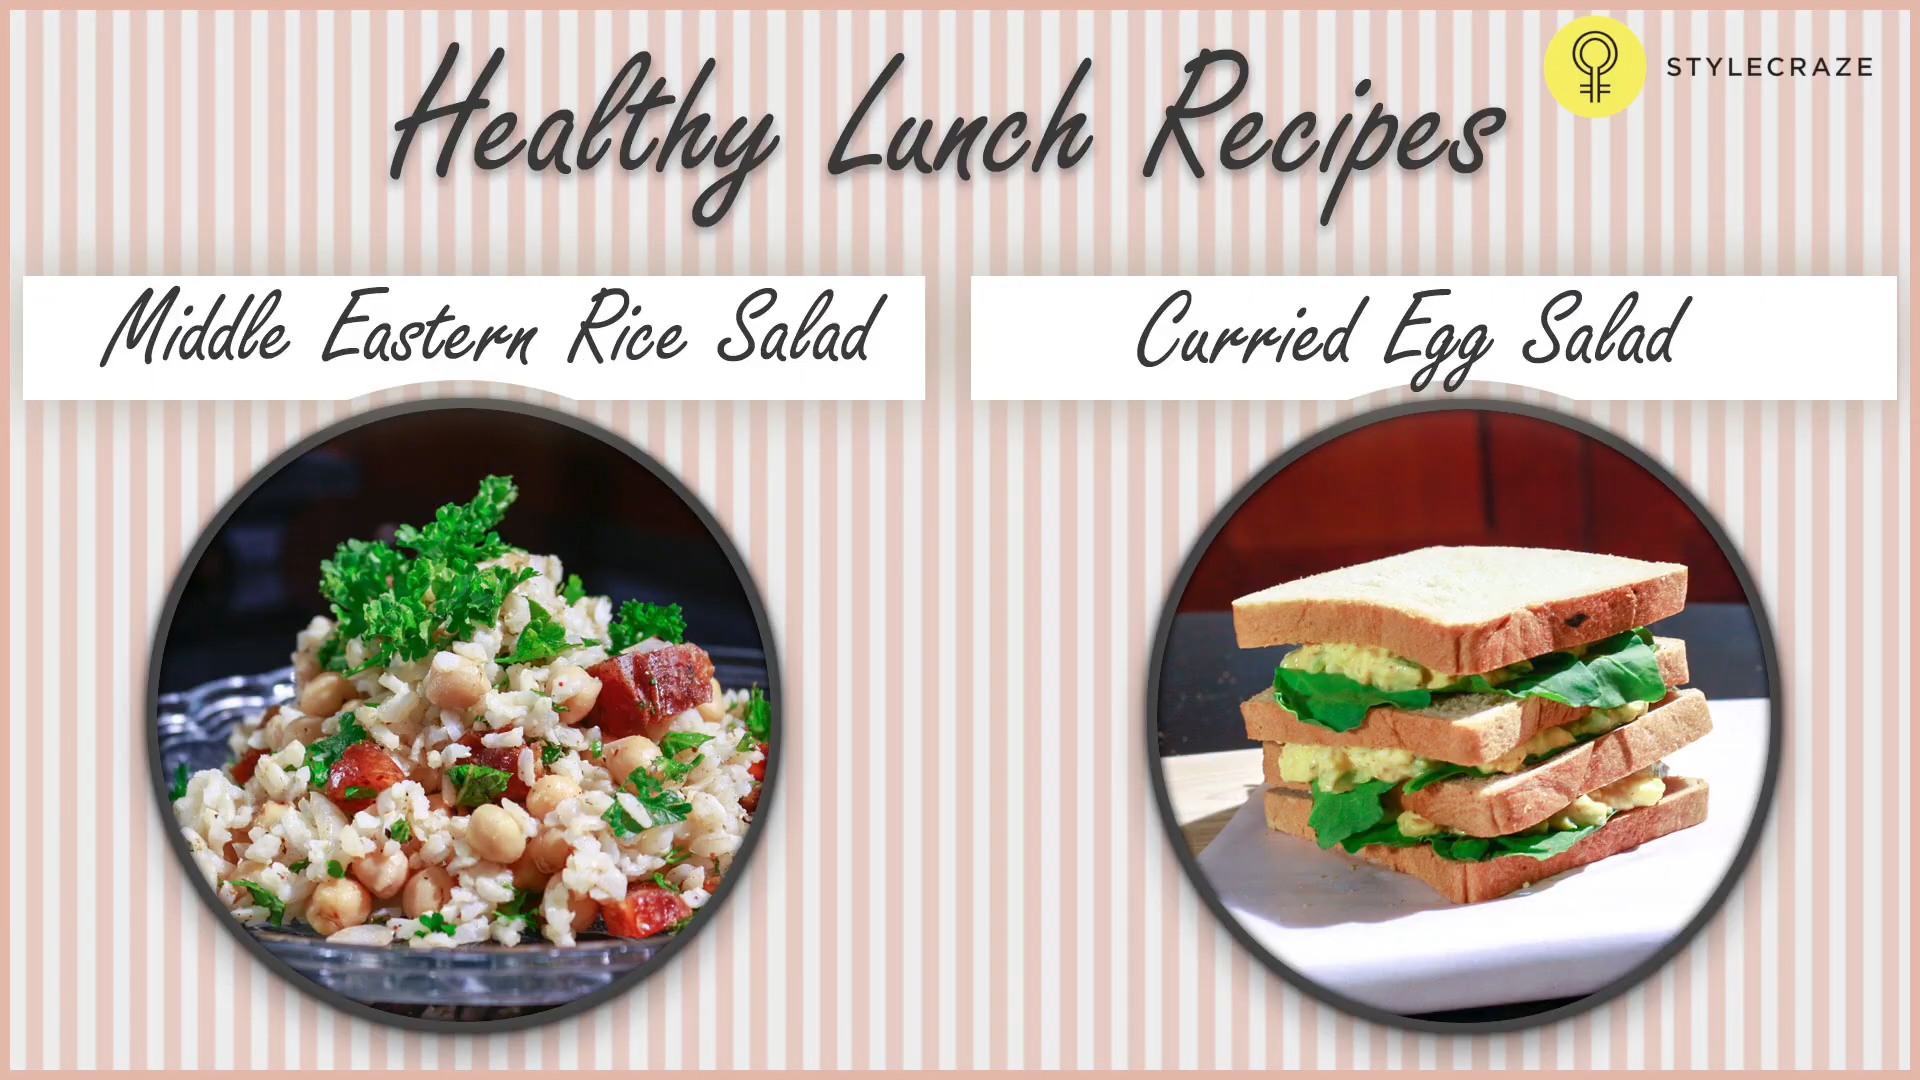 Healthy Lunch Recipes
STYLECRAZE
Middle Eastern Rice Salad
Curried Egg Salad